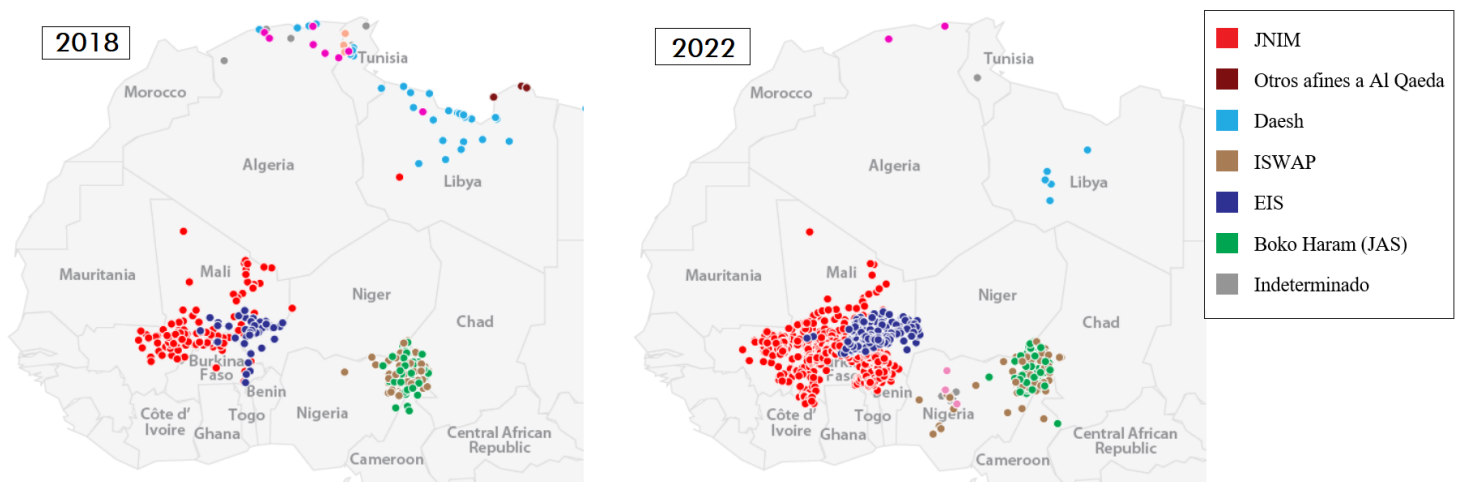 2018
Tunisia
Morocco
Algeria
Libya
Mauritania
Mali
Niger
Chad
Burkina
Faso
Benin
Côte d'
Ivoire
Togo
Ghana
Nigeria
Central African
Republic
Cameroon
2022
Tunisia
Morocco
Algeria
Libya
Mauritania
Mali
Niger
Chad
Benin
Côte d'
Ivoire
Togo
Ghana
Nigeria
Central African
Republic
Cameroon
JNIM
Otros afines a Al Qaeda
Daesh
ISWAP
EIS
Boko Haram (JAS)
Indeterminado